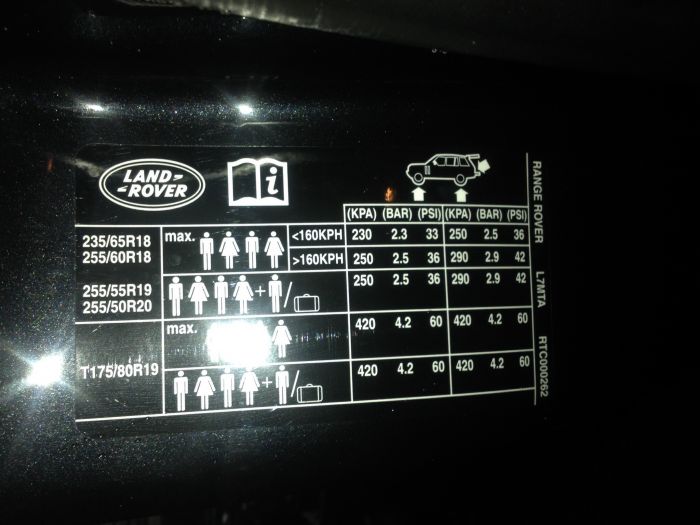 LAND
ROVER
i
(KPA) (BAR) (PSI) (KPA) (BAR) (PSI)
235/65R18
255/60R18
max.
<160KPH 230 2.3 33 250 2.5 36
>160KPH 250 2.5 36 290 2.9 42
255/55R19
255/50R20
+ / 250 2.5 36 290 2.9 42
T175/80R19
max.
420 4.2 60 420 4.2 60
+ / 420 4.2 60 420 4.2 60
RANGE ROVER L7MTA RTC000262